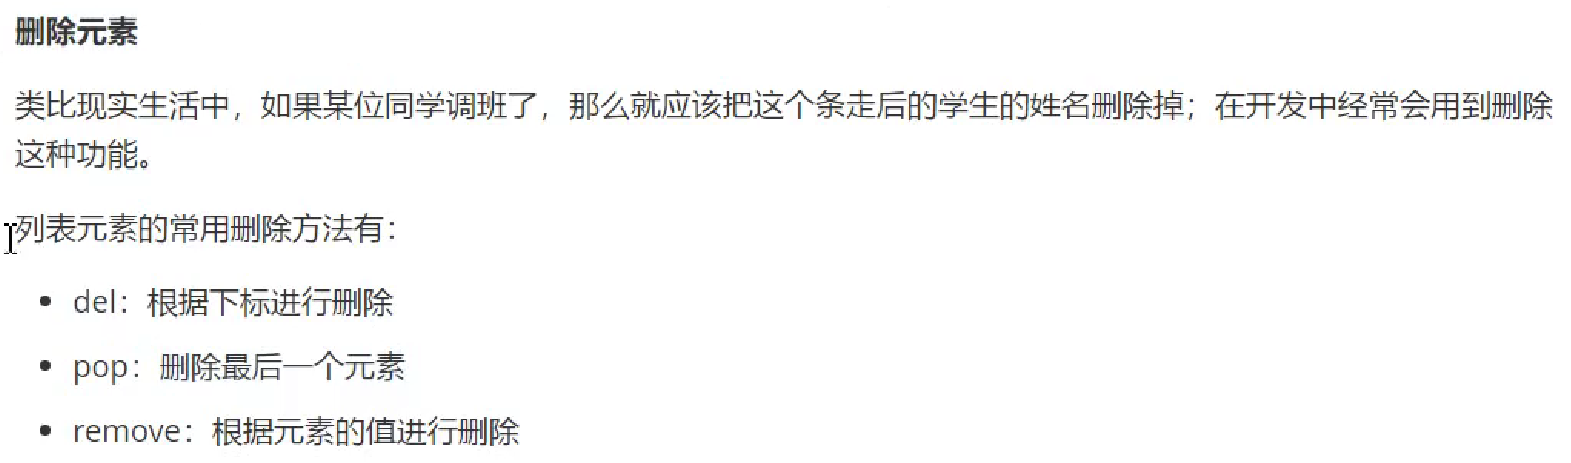 删除元素
类比现实生活中，如果某位同学调班了，那么就应该把这个条走后的学生的姓名删除掉；在开发中经常会用到删除
这种功能。
列表元素的常用删除方法有：
• del：根据下标进行删除
• pop：删除最后一个元素
• remove：根据元素的值进行删除